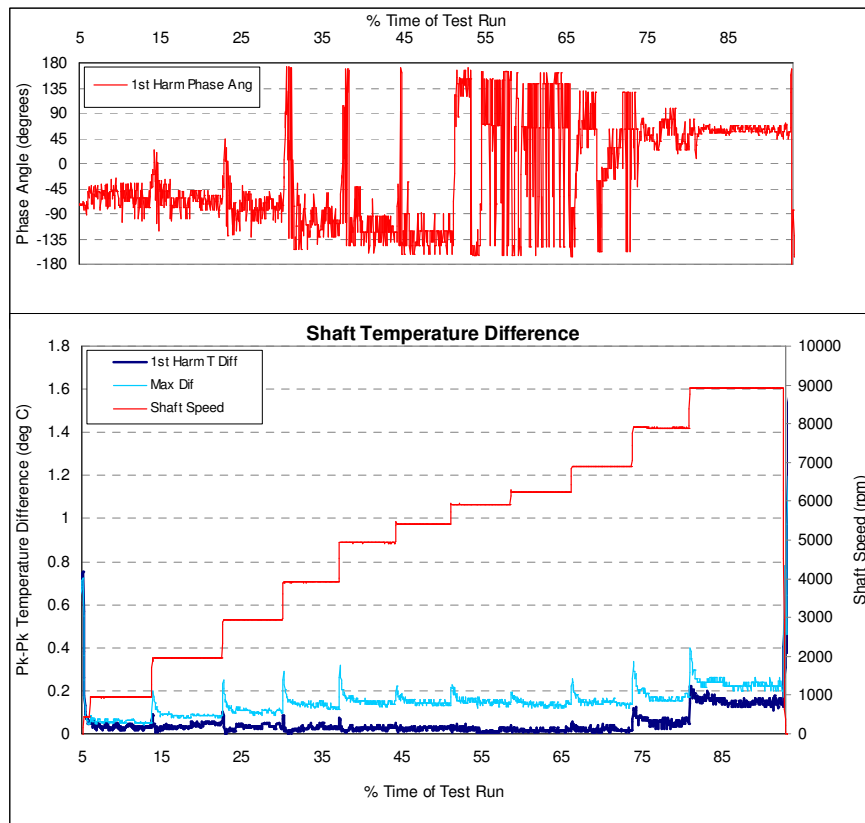 % Time of Test Run
5 15 25 35 45 55 65 75 85
180
135
90
45
0
-45
-90
-135
-180
Phase Angle (degrees)
1st Harm Phase Ang
Shaft Temperature Difference
1.8
1.6
1.4
1.2
1
0.8
0.6
0.4
0.2
0
Pk-Pk Temperature Difference (deg C)
1st Harm T Diff
Max Dif
Shaft Speed
10000
9000
8000
7000
6000
5000
4000
3000
2000
1000
0
Shaft Speed (rpm)
5 15 25 35 45 55 65 75 85
% Time of Test Run